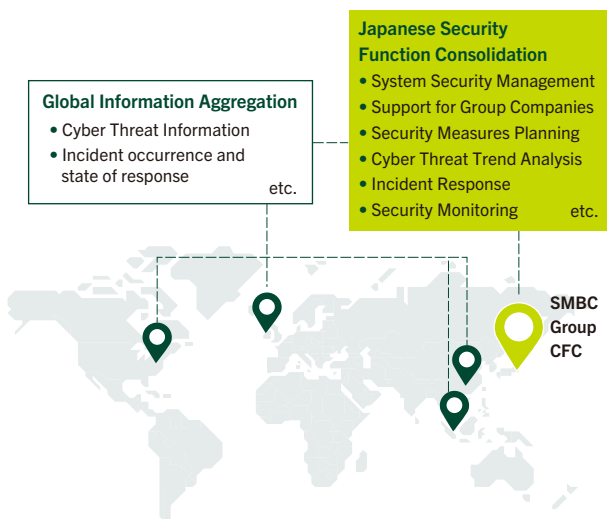 Japanese Security
Function Consolidation
• System Security Management
• Support for Group Companies
• Security Measures Planning
• Cyber Threat Trend Analysis
• Incident Response
• Security Monitoring etc.
Global Information Aggregation
• Cyber Threat Information
• Incident occurrence and
state of response
etc.
SMBC
Group
CFC